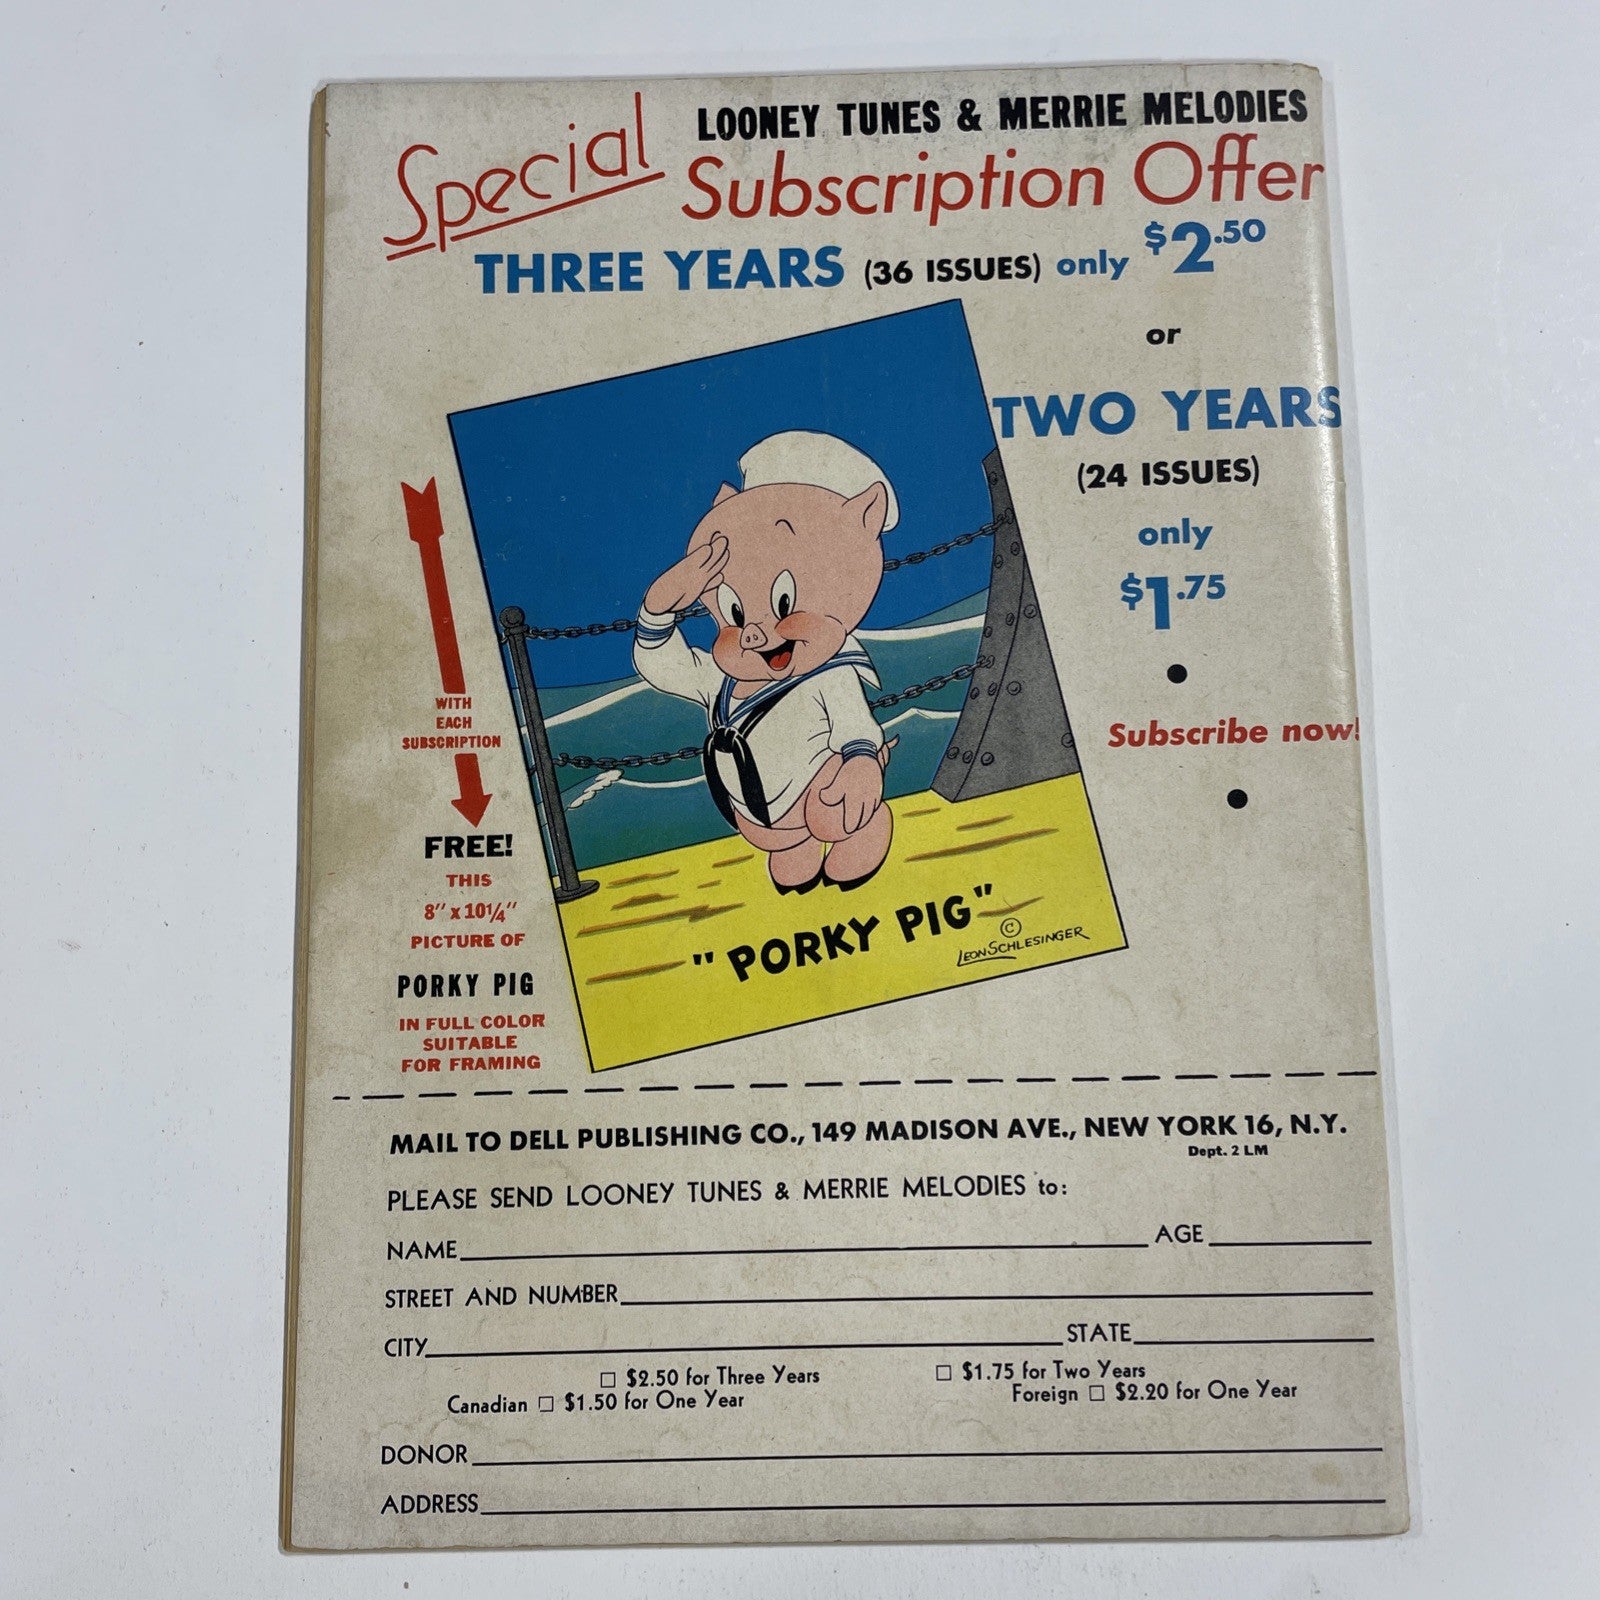 LOONEY TUNES & MERRIE MELODIES
Special Subscription Offer
THREE YEARS (36 ISSUES) only $2.50
or
TWO YEARS
(24 ISSUES)
only
$1.75
Subscribe now!
WITH
EACH
SUBSCRIPTION
FREE!
THIS
8" x 10¼"
PICTURE OF
PORKY PIG
IN FULL COLOR
SUITABLE
FOR FRAMING
"PORKY PIG"
©
LEON SCHLESINGER
MAIL TO DELL PUBLISHING CO., 149 MADISON AVE., NEW YORK 16, N.Y.
Dept. 2 LM
PLEASE SEND LOONEY TUNES & MERRIE MELODIES to:
NAME AGE
STREET AND NUMBER
CITY STATE
☐ $2.50 for Three Years ☐ $1.75 for Two Years
Canadian ☐ $1.50 for One Year Foreign ☐ $2.20 for One Year
DONOR
ADDRESS